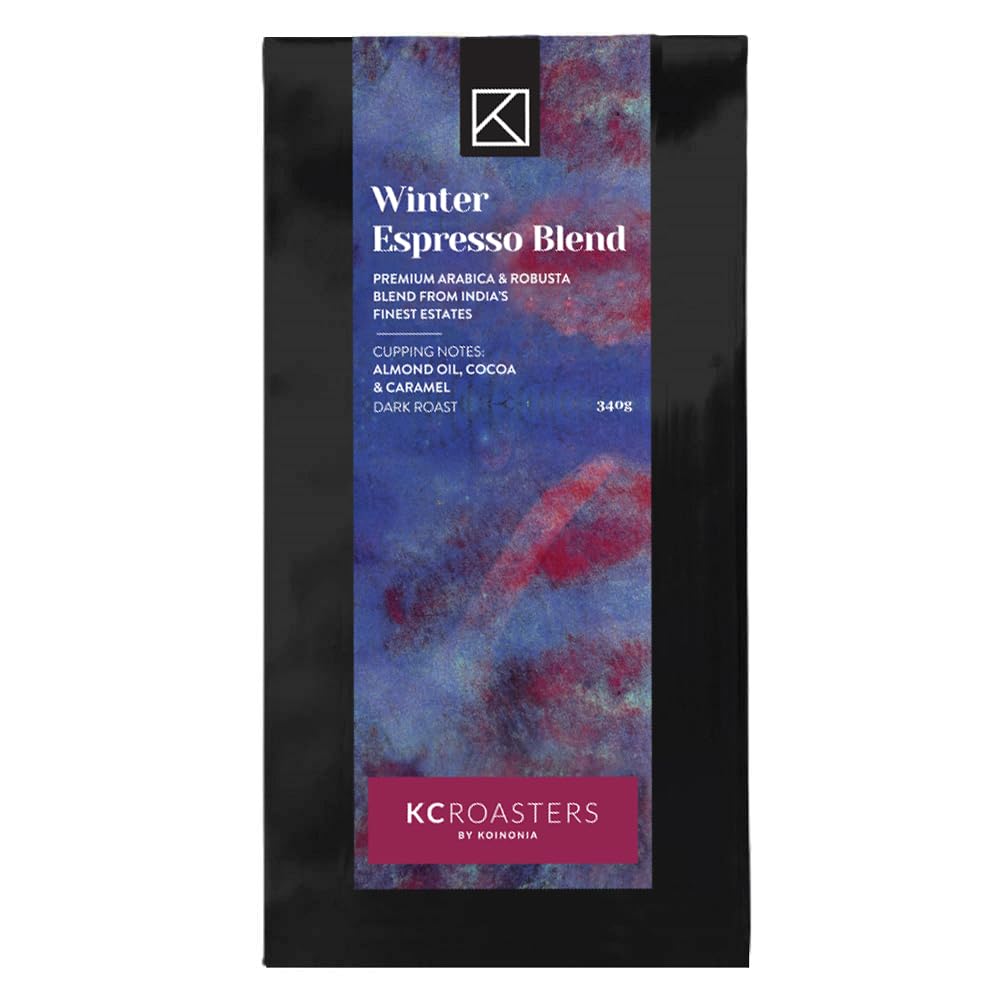 Winter
Espresso Blend
PREMIUM ARABICA & ROBUSTA
BLEND FROM INDIA'S
FINEST ESTATES
CUPPING NOTES:
ALMOND OIL, COCOA
& CARAMEL
DARK ROAST 340g
KCROASTERS
BY KOINONIA